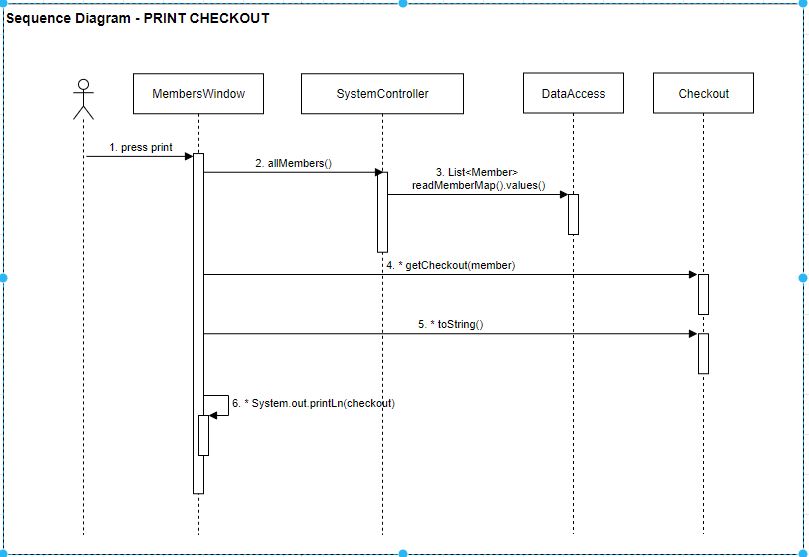 Sequence Diagram - PRINT CHECKOUT
MembersWindow
SystemController
DataAccess
Checkout
1. press print
2. allMembers()
3. List<Member>
readMemberMap().values()
4. * getCheckout(member)
5. * toString()
6. * System.out.printLn(checkout)